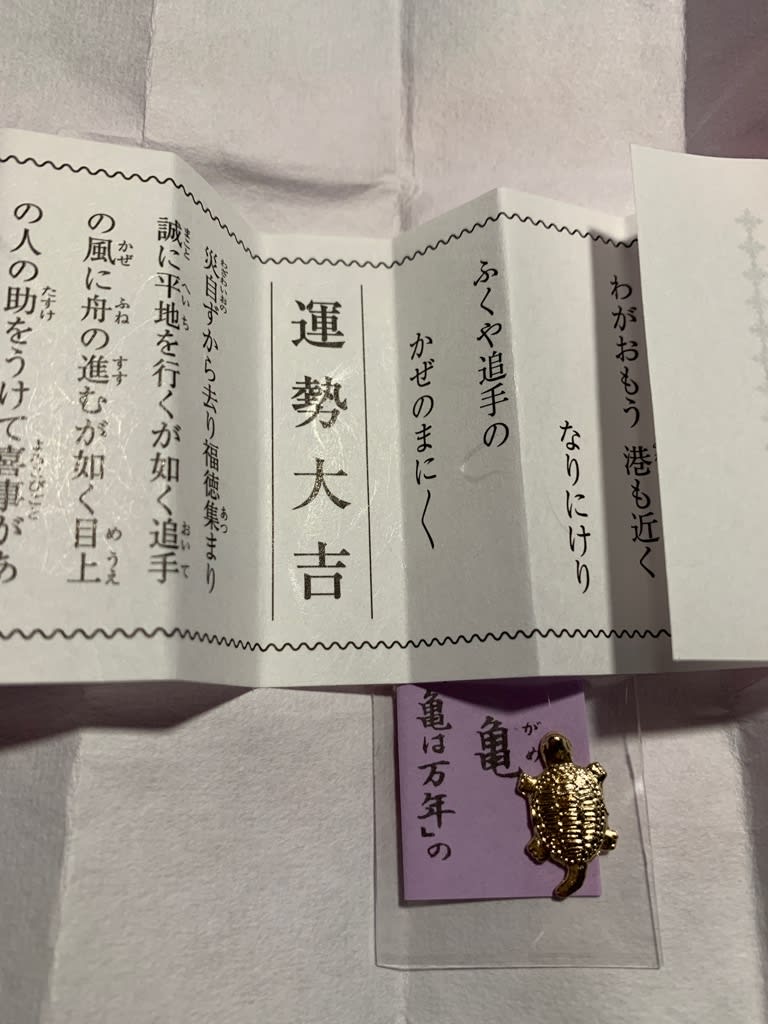 わがおもう 港も近く
なりにけり
ふくや追手の
かぜのまに〳〵
運勢大吉
災自ずから去り福徳集まり
誠に平地を行くが如く追手
の風に舟の進むが如く目上
の人の助をうけて喜事があ
亀
亀は万年」の